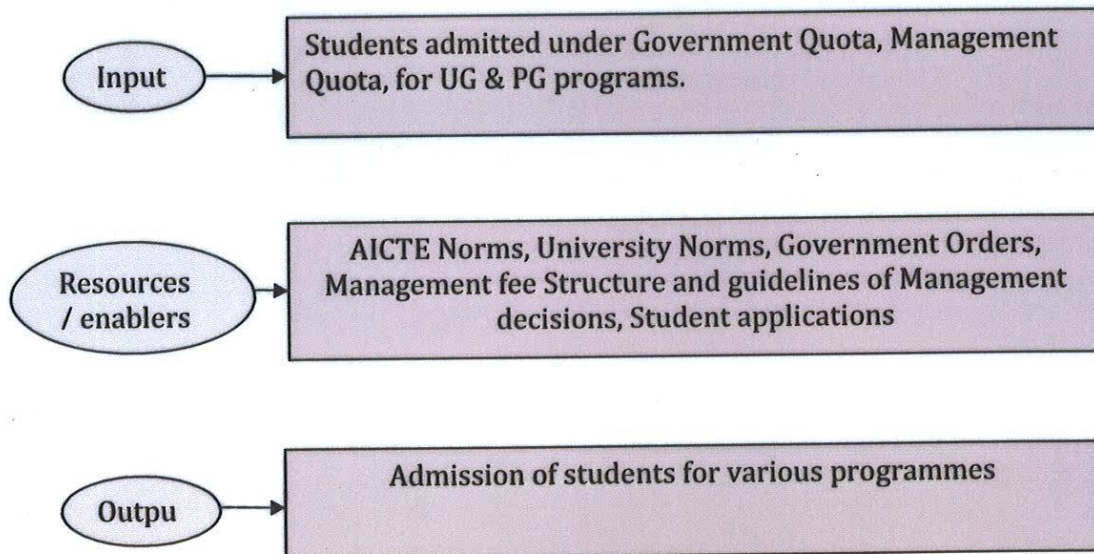 Input
Students admitted under Government Quota, Management
Quota, for UG & PG programs.
Resources
/ enablers
AICTE Norms, University Norms, Government Orders,
Management fee Structure and guidelines of Management
decisions, Student applications
Outpu
Admission of students for various programmes